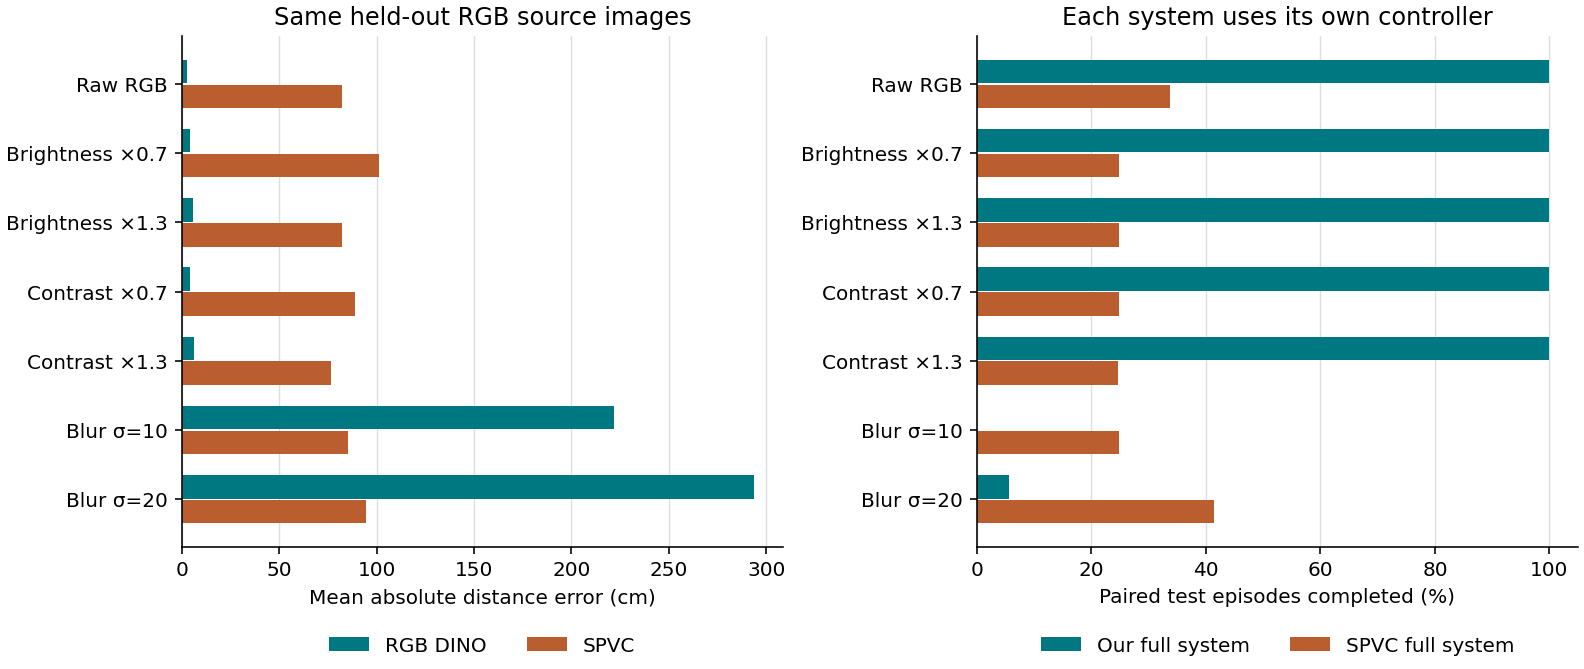 Same held-out RGB source images
Raw RGB
Brightness ×0.7
Brightness ×1.3
Contrast ×0.7
Contrast ×1.3
Blur σ=10
Blur σ=20
0 50 100 150 200 250 300
Mean absolute distance error (cm)
RGB DINO SPVC
Each system uses its own controller
Raw RGB
Brightness ×0.7
Brightness ×1.3
Contrast ×0.7
Contrast ×1.3
Blur σ=10
Blur σ=20
0 20 40 60 80 100
Paired test episodes completed (%)
Our full system SPVC full system